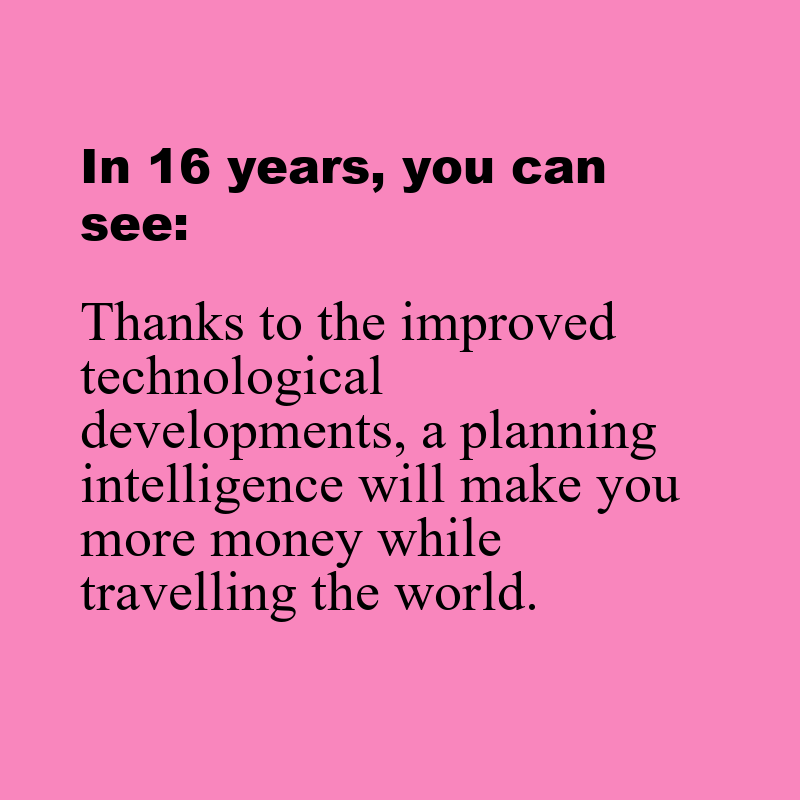 In 16 years, you can
see:
Thanks to the improved
technological
developments, a planning
intelligence will make you
more money while
travelling the world.